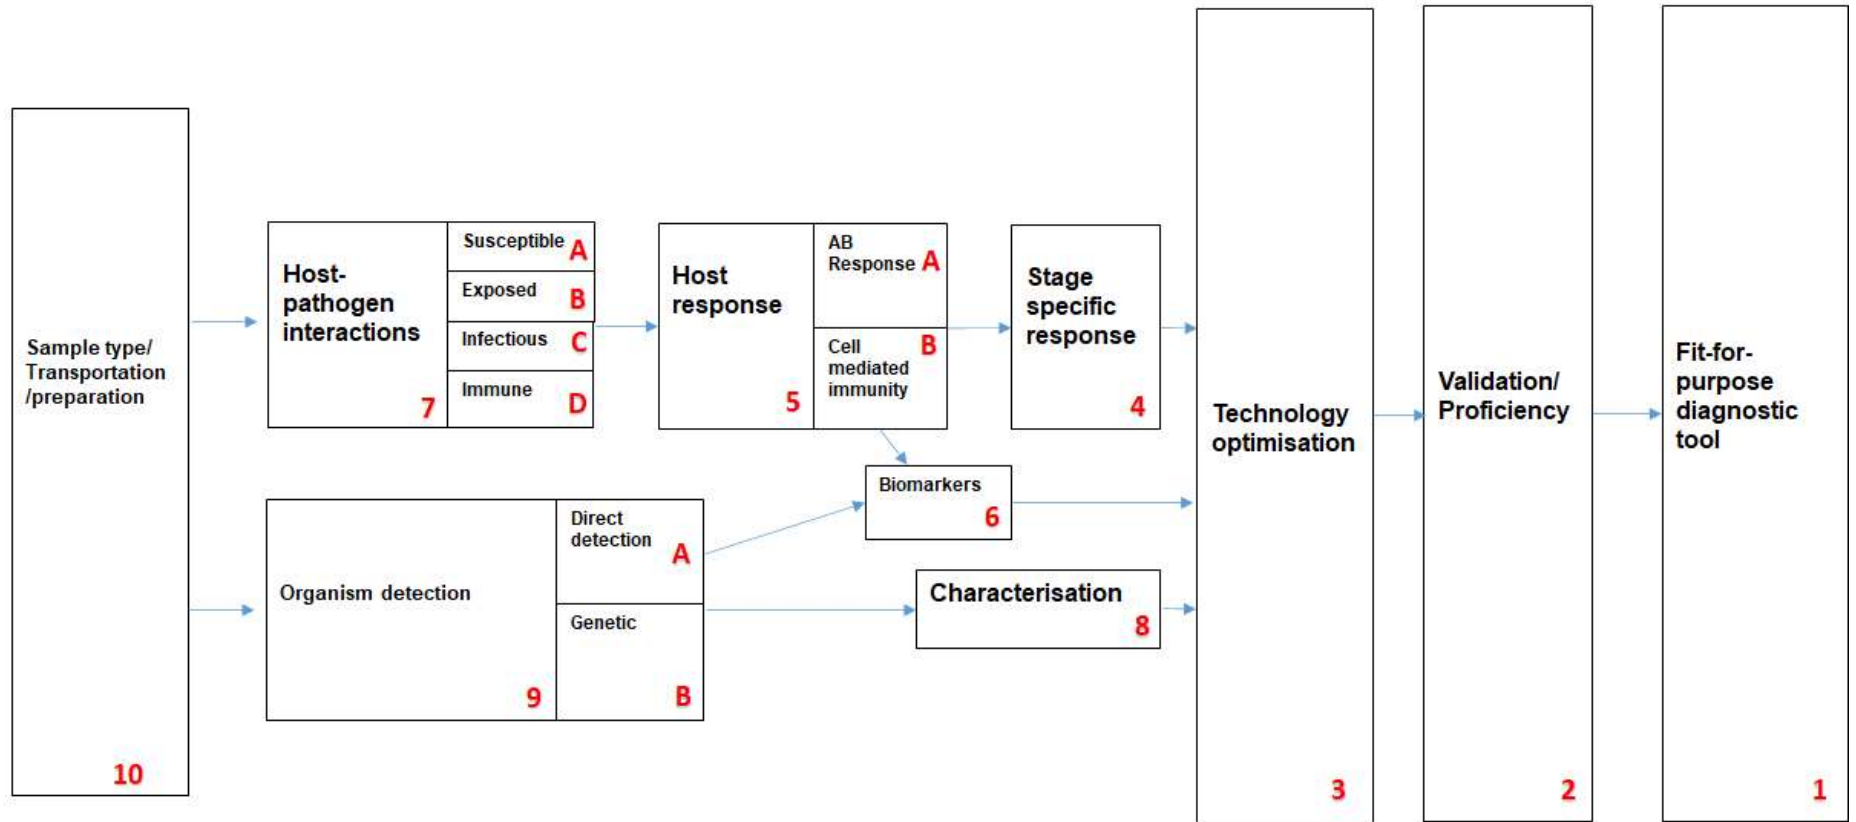 Sample type/
Transportation
/preparation
10
Host-
pathogen
interactions
7
Susceptible A
Exposed B
Infectious C
Immune D
Host
response
5
AB
Response A
Cell B
mediated
immunity
Stage
specific
response
4
Biomarkers
6
Organism detection
9
Direct
detection
A
Genetic
B
Characterisation
8
Technology
optimisation
3
Validation/
Proficiency
2
Fit-for-
purpose
diagnostic
tool
1